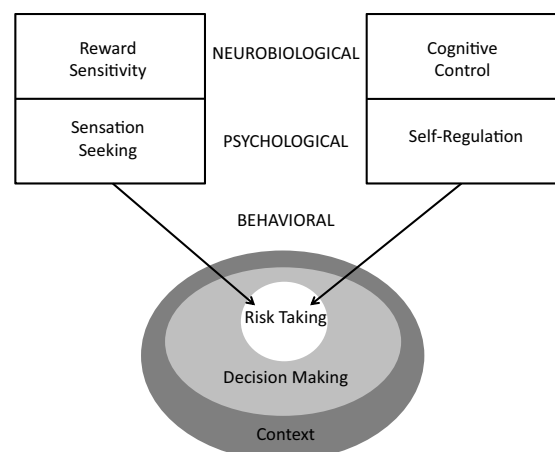 Reward
Sensitivity
NEUROBIOLOGICAL
Cognitive
Control
Sensation
Seeking
PSYCHOLOGICAL
Self-Regulation
BEHAVIORAL
Risk Taking
Decision Making
Context